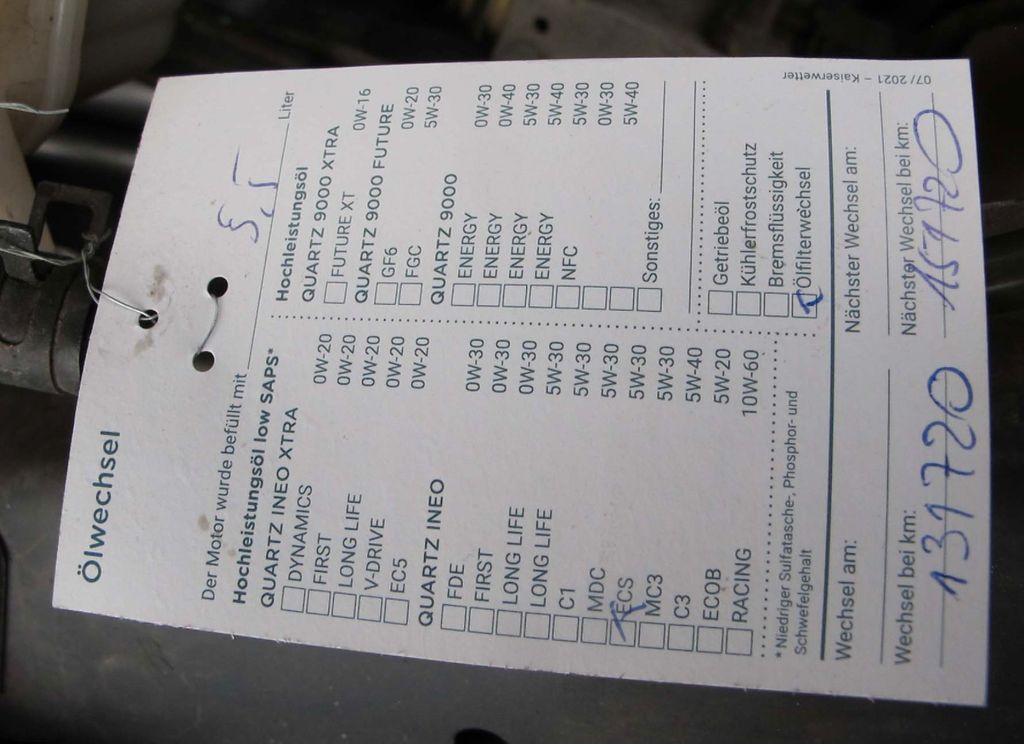 Ölwechsel
Der Motor wurde befüllt mit 5,5 Liter
Hochleistungsöl low SAPS*
QUARTZ INEO XTRA
DYNAMICS 0W-20
FIRST 0W-20
LONG LIFE 0W-20
V-DRIVE 0W-20
EC5 0W-20
QUARTZ INEO
FDE 0W-30
FIRST 0W-30
LONG LIFE 0W-30
LONG LIFE 5W-30
C1 5W-30
MDC 5W-30
ECS 5W-30
MC3 5W-30
C3 5W-40
ECOB 5W-20
RACING 10W-60
*Niedriger Sulfatasche-, Phosphor- und
Schwefelgehalt
Hochleistungsöl
QUARTZ 9000 XTRA
FUTURE XT 0W-16
QUARTZ 9000 FUTURE
GF6 0W-20
FGC 5W-30
QUARTZ 9000
ENERGY 0W-30
ENERGY 0W-40
ENERGY 5W-30
ENERGY 5W-40
NFC 5W-30
0W-30
5W-40
Sonstiges:
Getriebeöl
Kühlerfrostschutz
Bremsflüssigkeit
Ölfilterwechsel
Wechsel am: Nächster Wechsel am:
Wechsel bei km: Nächster Wechsel bei km:
131720 151720
07/2021 – Kaiserwetter